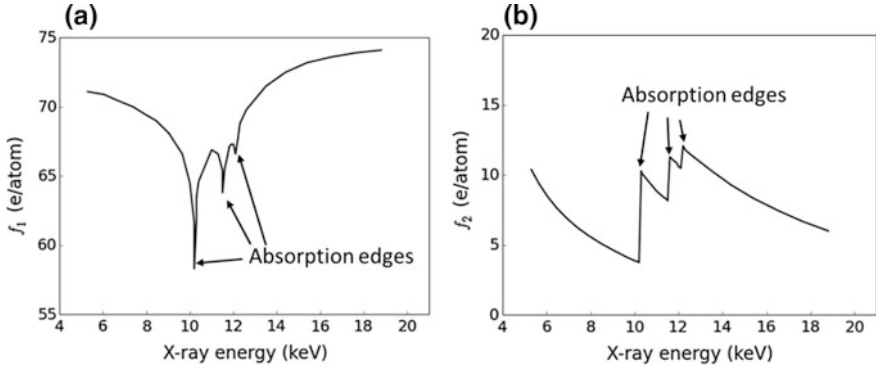 (a)
75
70
65
60
55
f₁ (e/atom)
Absorption edges
4 6 8 10 12 14 16 18 20
X-ray energy (keV)
(b)
20
15
10
5
0
f₂ (e/atom)
Absorption edges
4 6 8 10 12 14 16 18 20
X-ray energy (keV)